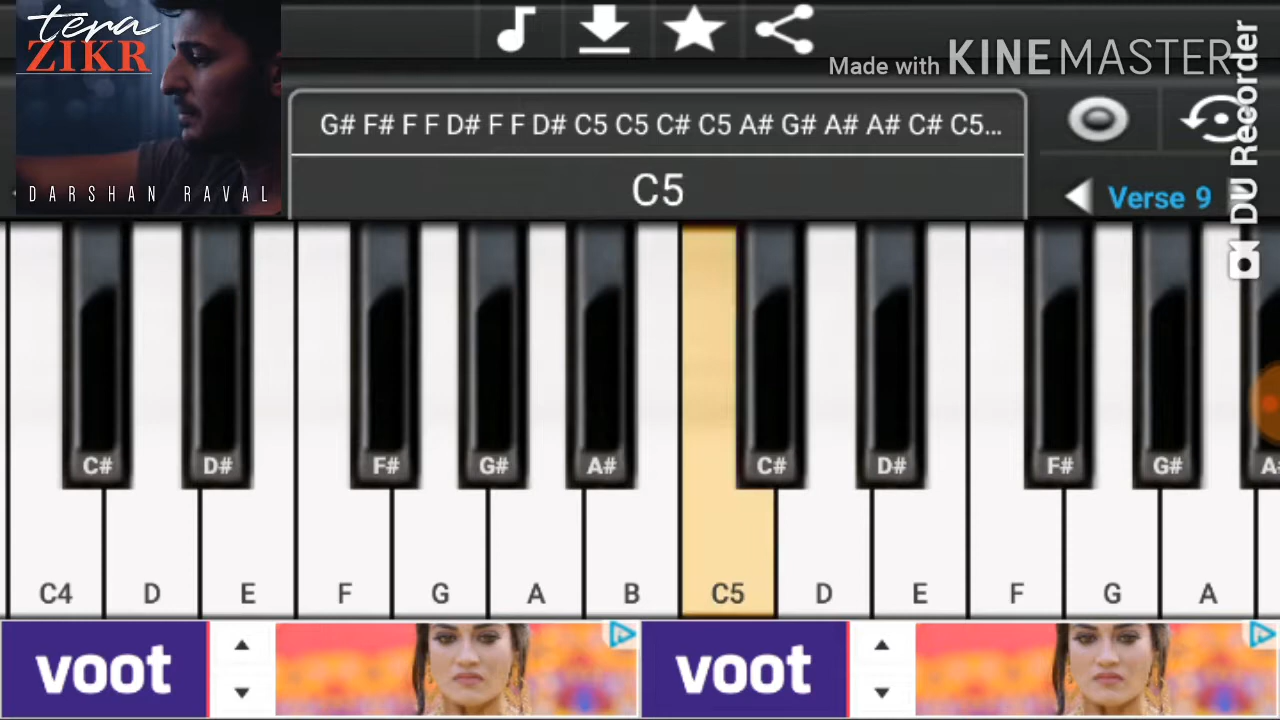 tera
ZIKR
DARSHAN RAVAL
Made with KINEMASTER
DU Recorder
G# F# F F D# F F D# C5 C5 C# C5 A# G# A# A# C# C5...
C5
Verse 9
C# D# F# G# A# C# D# F# G# A#
C4 D E F G A B C5 D E F G A
voot voot